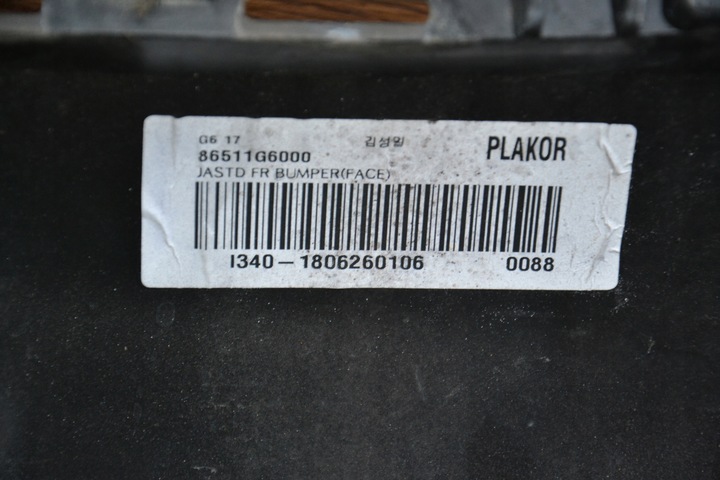 G6 17 김성일 PLAKOR
86511G6000
JASTD FR BUMPER(FACE)
I340-1806260106 0088